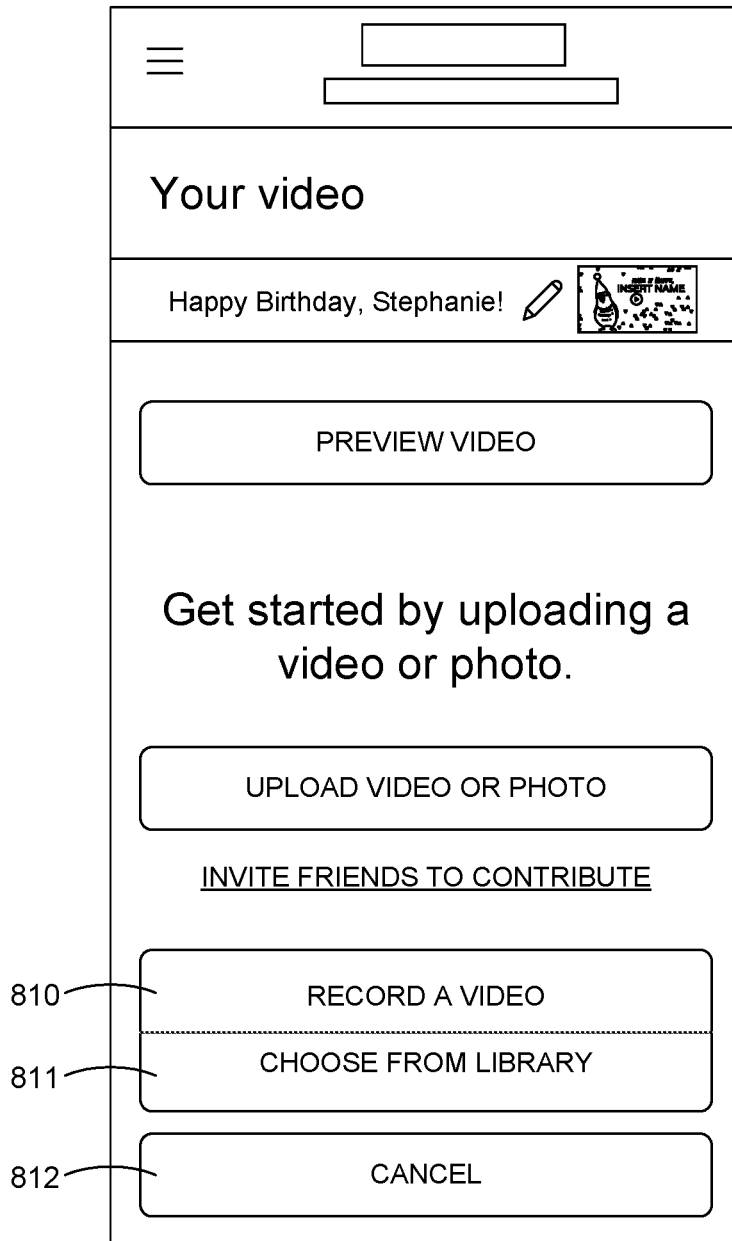 Your video
Happy Birthday, Stephanie!
INSERT NAME
PREVIEW VIDEO
Get started by uploading a
video or photo.
UPLOAD VIDEO OR PHOTO
INVITE FRIENDS TO CONTRIBUTE
810
RECORD A VIDEO
811
CHOOSE FROM LIBRARY
812
CANCEL